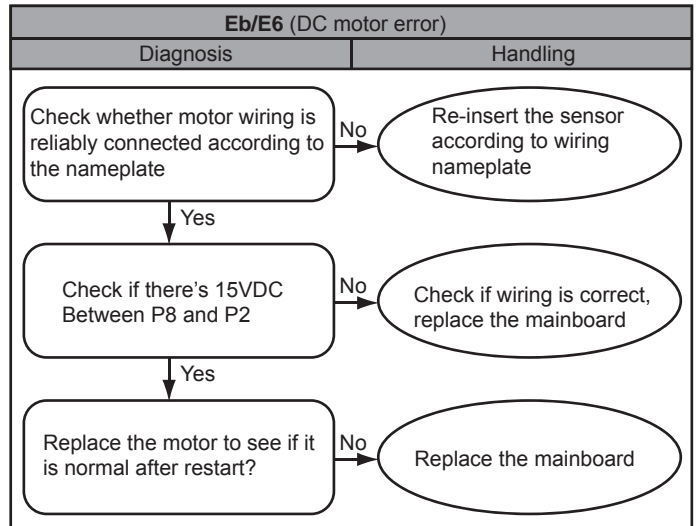 Eb/E6 (DC motor error)
Diagnosis
Handling
Check whether motor wiring is
reliably connected according to
the nameplate
No
Re-insert the sensor
according to wiring
nameplate
Yes
Check if there's 15VDC
Between P8 and P2
No
Check if wiring is correct,
replace the mainboard
Yes
Replace the motor to see if it
is normal after restart?
No
Replace the mainboard